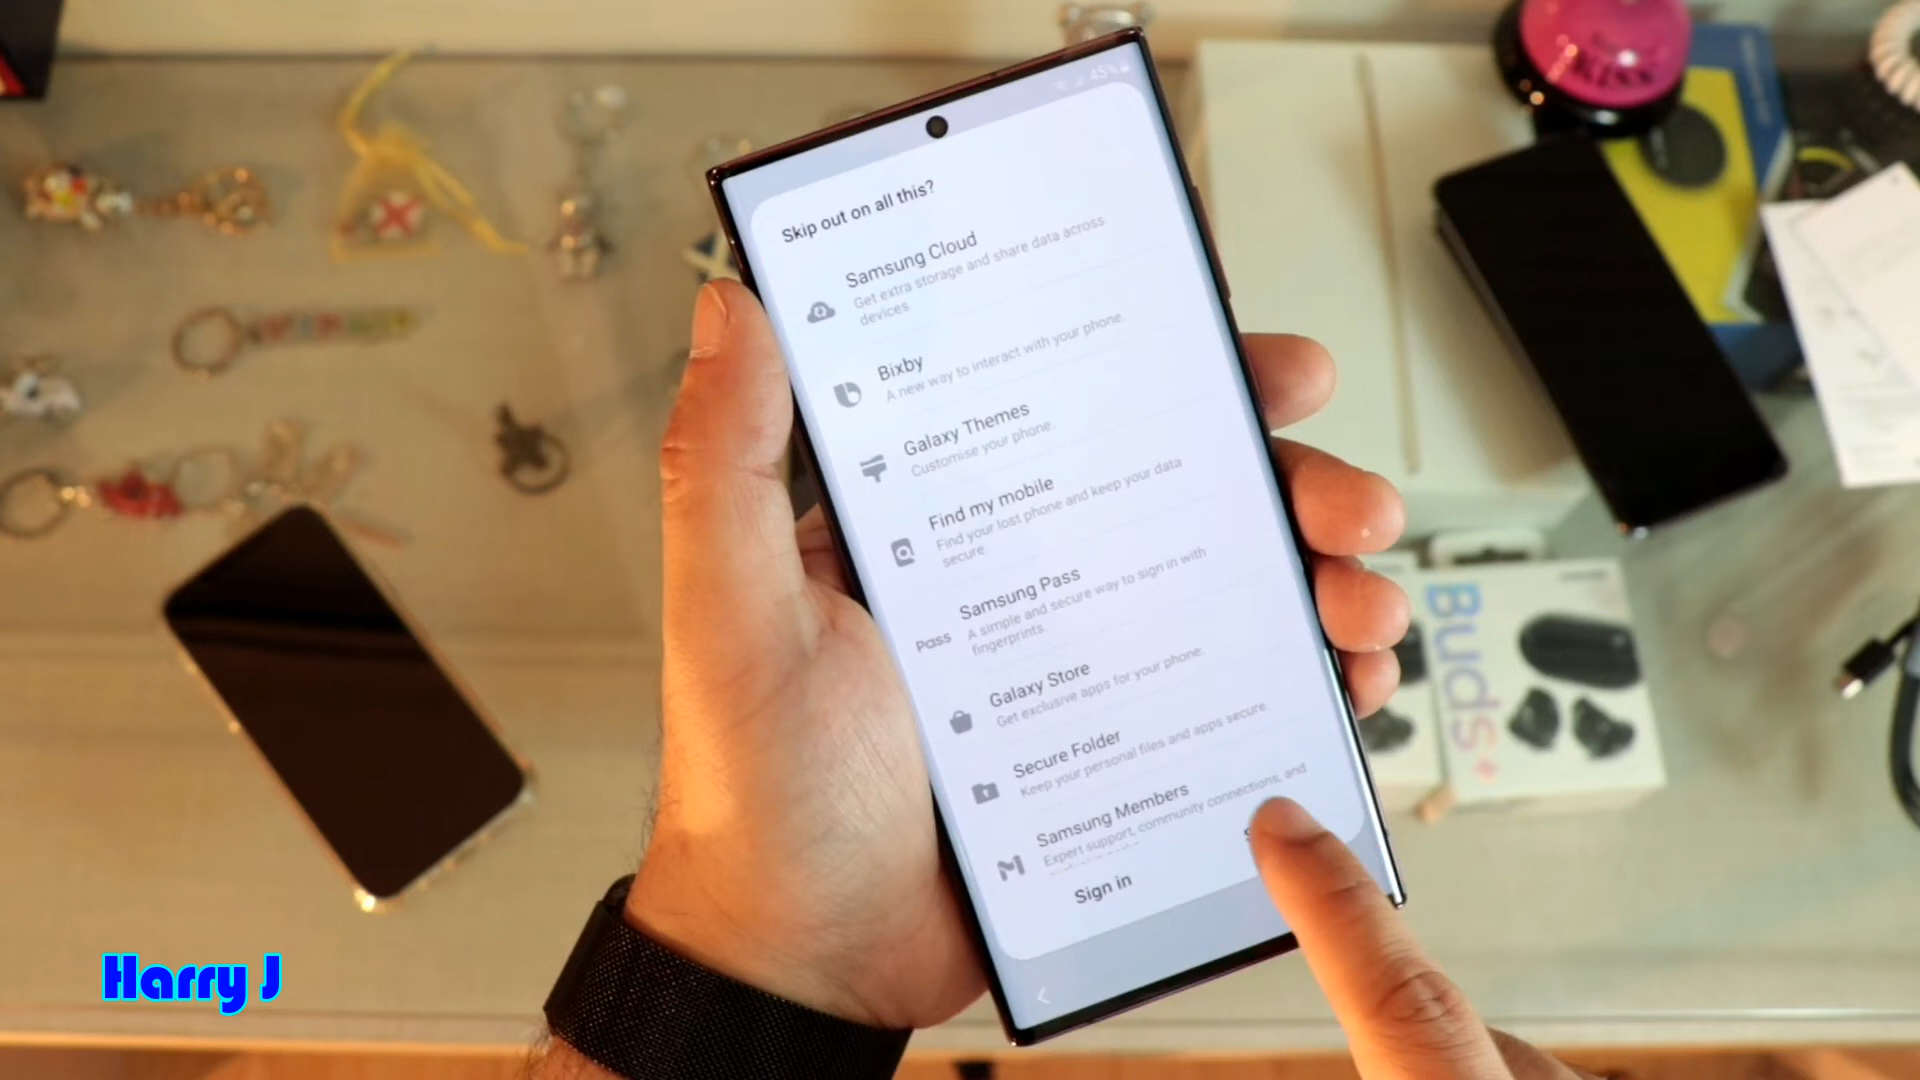 45%
Skip out on all this?
Samsung Cloud
Get extra storage and share data across
devices.
Bixby
A new way to interact with your phone.
Galaxy Themes
Customise your phone.
Find my mobile
Find your lost phone and keep your data
secure.
Pass
Samsung Pass
A simple and secure way to sign in with
fingerprints.
Galaxy Store
Get exclusive apps for your phone.
Secure Folder
Keep your personal files and apps secure.
Samsung Members
Expert support, community connections, and
Sign in
KISS
Buds+
Harry J